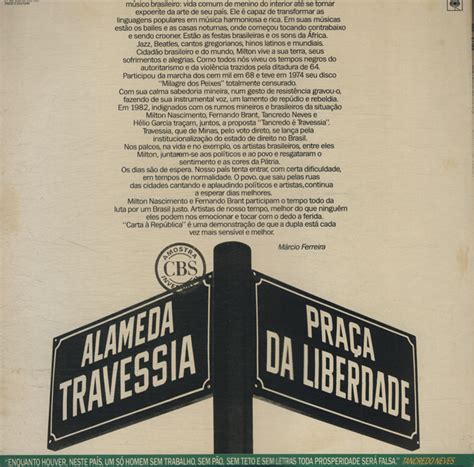 músico brasileiro: vida comum de menino do interior até se tornar
expoente da arte de seu país. Ele é capaz de transformar as
linguagens populares em música harmoniosa e rica. Em suas músicas
estão os bailes e as casas noturnas, onde começou tocando contrabaixo
e sendo crooner. Estão as festas brasileiras e os sons da África.
Jazz, Beatles, cantos gregorianos, hinos latinos e mundiais.
Cidadão brasileiro e do mundo, Milton vive a sua terra, seus
sofrimentos e alegrias. Como todos nós viveu os tempos negros do
autoritarismo e da violência trazidos pela ditadura de 64.
Participou da marcha dos cem mil em 68 e teve em 1974 seu disco
"Milagre dos Peixes" totalmente censurado.
Com sua calma sabedoria mineira, num gesto de resistência gravou-o,
fazendo de sua instrumental voz, um lamento de repúdio e rebeldia.
Em 1982, indignados com os rumos mineiros e brasileiros da situação
Milton Nascimento, Fernando Brant, Tancredo Neves e
Hélio Garcia traçam, juntos, a proposta "Tancredo é Travessia".
Travessia, que de Minas, pelo voto direito, se lança pela
institucionalização do estado direito no Brasil.
Nos palcos, na vida e no exemplo, os artistas brasileiros, entre eles
Milton, juntaram-se aos políticos e ao povo e resgataram o
sentimento e as cores da Pátria.
Os dias são de espera. Nosso país tenta entrar, com certa dificuldade,
em tempos de normalidade. O povo, que saiu pelas ruas
das cidades cantando e aplaudindo políticos e artistas, continua
a esperar dias melhores.
Milton Nascimento e Fernando Brant participam o tempo todo da
luta por um Brasil justo. Artistas de nosso tempo, melhor do que ninguém
eles podem nos emocionar e tocar com o dedo a ferida.
"Carta à República" é uma demonstração de que a dupla está cada
vez mais sensível e melhor.
Márcio Ferreira
AMOSTRA
CBS
ALAMEDA
TRAVESSIA
PRAÇA
DA LIBERDADE
"ENQUANTO HOUVER, NESTE PAÍS, UM SÓ HOMEM SEM TRABALHO, SEM PÃO, SEM TETO E SEM LETRAS TODA PROSPERIDADE SERÁ FALSA." TANCREDO NEVES